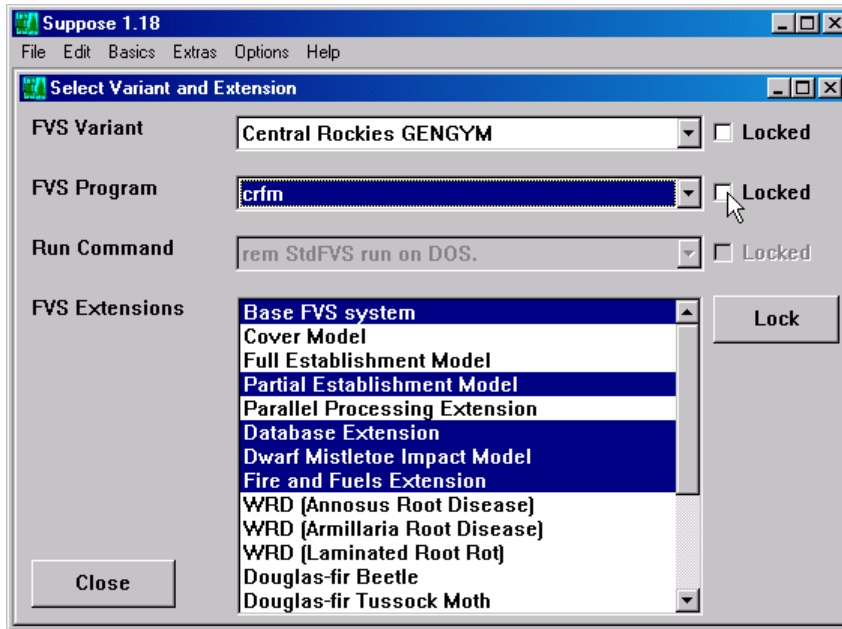 Suppose 1.18
File Edit Basics Extras Options Help
Select Variant and Extension
FVS Variant
Central Rockies GENGYM
Locked
FVS Program
crfm
Locked
Run Command
rem StdFVS run on DOS.
Locked
FVS Extensions
Base FVS system
Cover Model
Full Establishment Model
Partial Establishment Model
Parallel Processing Extension
Database Extension
Dwarf Mistletoe Impact Model
Fire and Fuels Extension
WRD (Annosus Root Disease)
WRD (Armillaria Root Disease)
WRD (Laminated Root Rot)
Douglas-fir Beetle
Douglas-fir Tussock Moth
Lock
Close